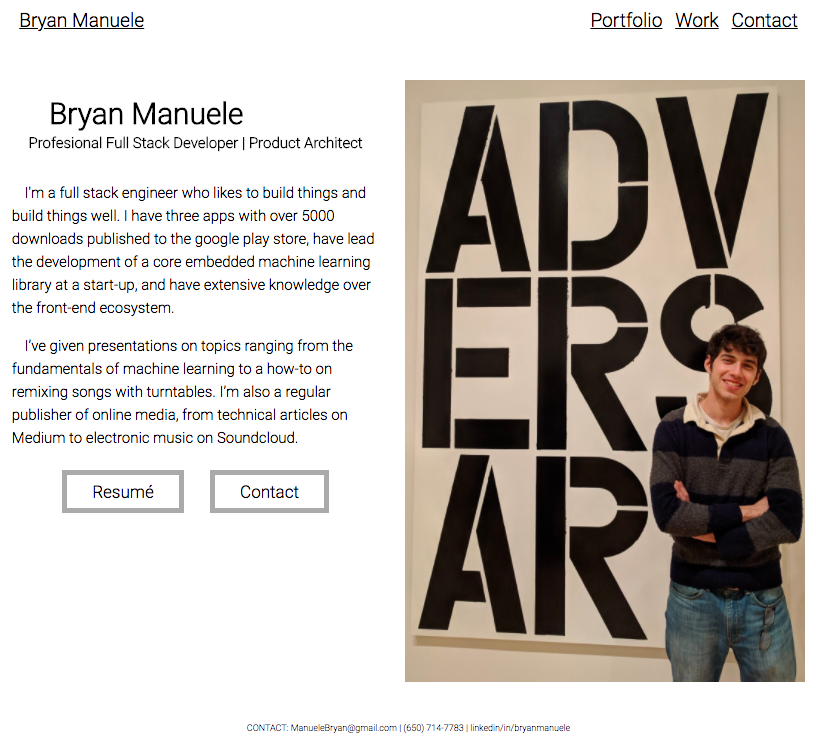 Bryan Manuele
Portfolio Work Contact
Bryan Manuele
Profesional Full Stack Developer | Product Architect
I'm a full stack engineer who likes to build things and
build things well. I have three apps with over 5000
downloads published to the google play store, have lead
the development of a core embedded machine learning
library at a start-up, and have extensive knowledge over
the front-end ecosystem.
I've given presentations on topics ranging from the
fundamentals of machine learning to a how-to on
remixing songs with turntables. I'm also a regular
publisher of online media, from technical articles on
Medium to electronic music on Soundcloud.
Resumé
Contact
ADV
ERS
AR
CONTACT: ManueleBryan@gmail.com | (650) 714-7783 | linkedin/in/bryanmanuele